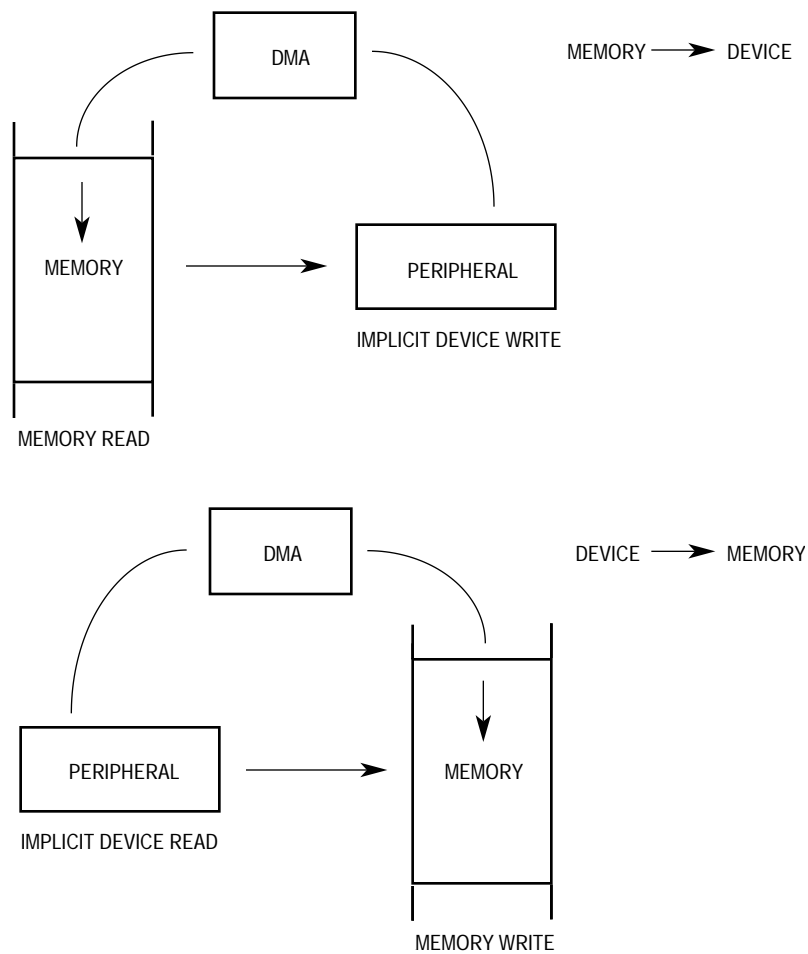 DMA
MEMORY DEVICE
MEMORY
PERIPHERAL
IMPLICIT DEVICE WRITE
MEMORY READ
DMA
DEVICE MEMORY
PERIPHERAL
MEMORY
IMPLICIT DEVICE READ
MEMORY WRITE